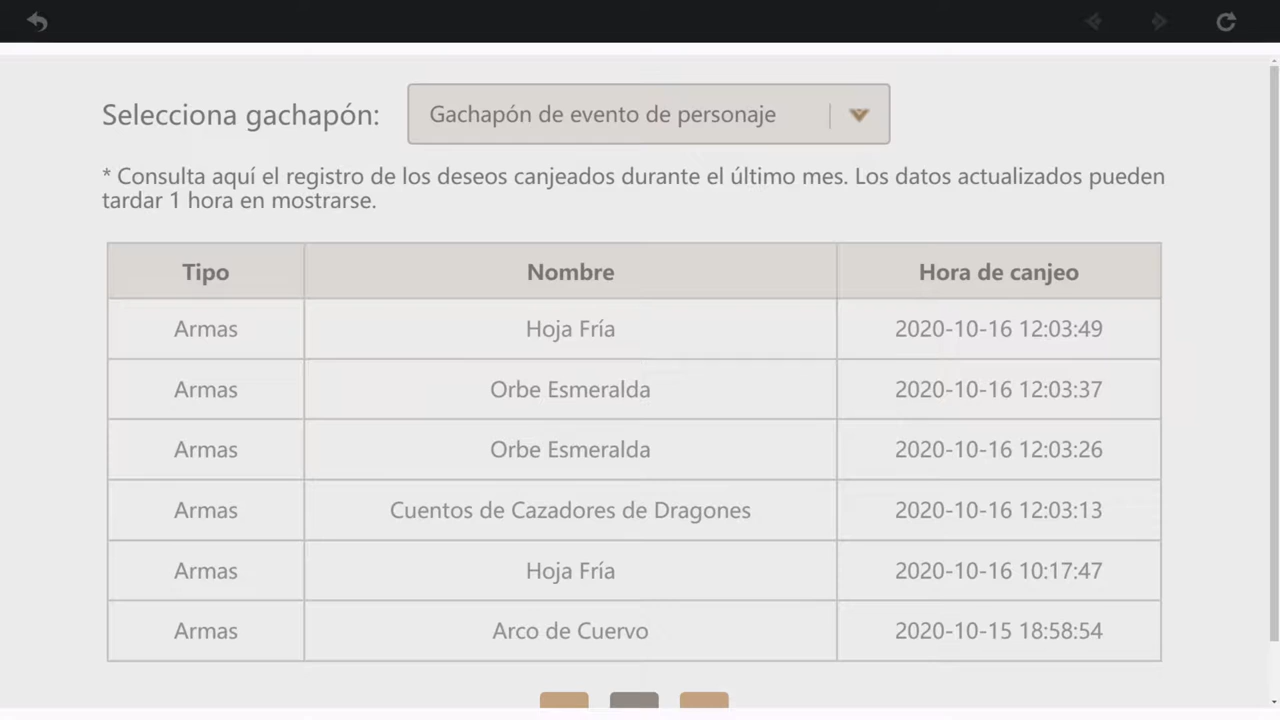 Selecciona gachapón:
Gachapón de evento de personaje
* Consulta aquí el registro de los deseos canjeados durante el último mes. Los datos actualizados pueden
tardar 1 hora en mostrarse.
Tipo Nombre Hora de canjeo
Armas Hoja Fría 2020-10-16 12:03:49
Armas Orbe Esmeralda 2020-10-16 12:03:37
Armas Orbe Esmeralda 2020-10-16 12:03:26
Armas Cuentos de Cazadores de Dragones 2020-10-16 12:03:13
Armas Hoja Fría 2020-10-16 10:17:47
Armas Arco de Cuervo 2020-10-15 18:58:54